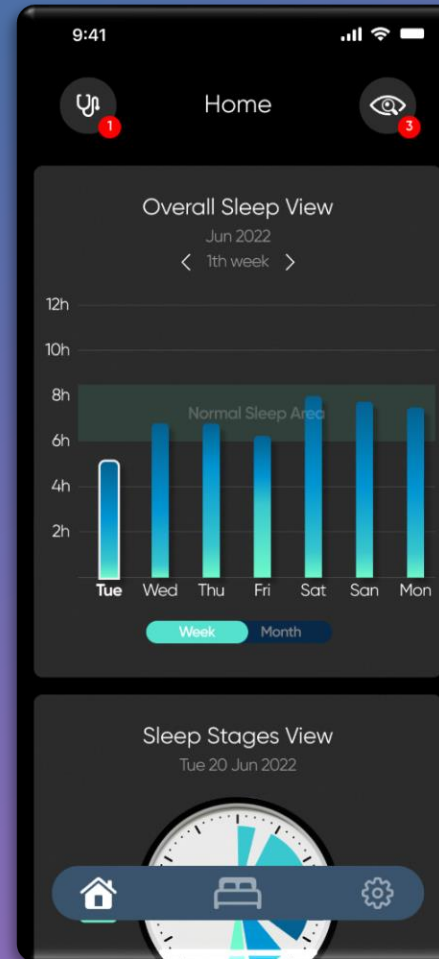 9:41
1
Home
3
Overall Sleep View
Jun 2022
1th week
12h
10h
8h
Normal Sleep Area
6h
4h
2h
Tue Wed Thu Fri Sat San Mon
Week Month
Sleep Stages View
Tue 20 Jun 2022